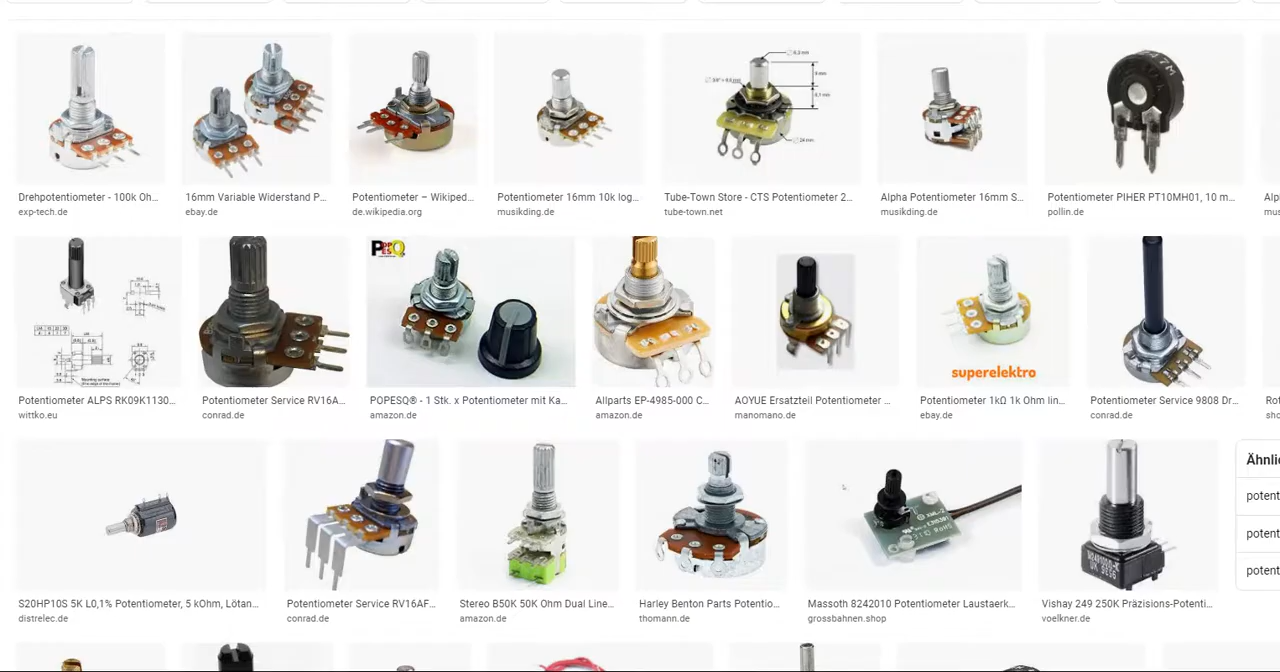 Drehpotentiometer - 100k Oh...
exp-tech.de
16mm Variable Widerstand P...
ebay.de
Potentiometer – Wikiped...
de.wikipedia.org
Potentiometer 16mm 10k log...
musikding.de
Tube-Town Store - CTS Potentiometer 2...
tube-town.net
Alpha Potentiometer 16mm S...
musikding.de
Potentiometer PIHER PT10MH01, 10 m...
pollin.de
Potentiometer ALPS RK09K1130...
wittko.eu
Potentiometer Service RV16A...
conrad.de
POPESQ® - 1 Stk. x Potentiometer mit Ka...
amazon.de
Allparts EP-4985-000 C...
amazon.de
AOYUE Ersatzteil Potentiometer ...
manomano.de
superelektro
Potentiometer 1kΩ 1k Ohm lin...
ebay.de
Potentiometer Service 9808 Dr...
conrad.de
S20HP10S 5K L0,1% Potentiometer, 5 kOhm, Lötan...
distrelec.de
Potentiometer Service RV16AF...
conrad.de
Stereo B50K 50K Ohm Dual Line...
amazon.de
Harley Benton Parts Potentio...
thomann.de
Massoth 8242010 Potentiometer Laustaerk...
grossbahnen.shop
Vishay 249 250K Präzisions-Potenti...
voelkner.de
Ähnli
potent
potent
potent